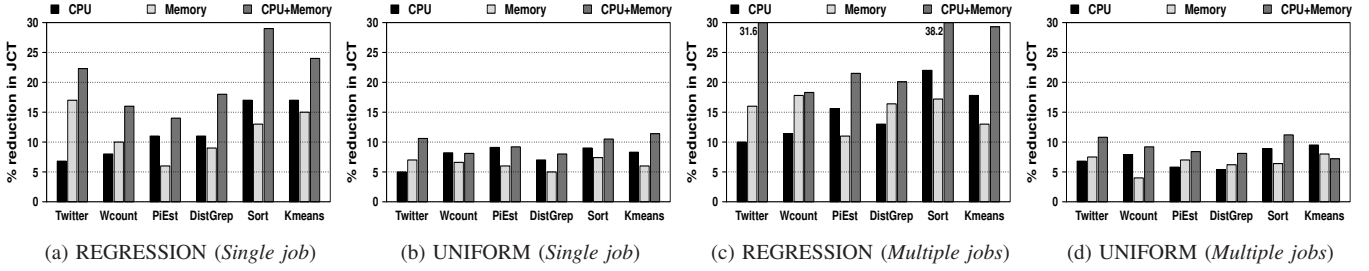 CPU Memory CPU+Memory
% reduction in JCT
30
25
20
15
10
5
0
Twitter Wcount PiEst DistGrep Sort Kmeans
(a) REGRESSION (Single job)
CPU Memory CPU+Memory
% reduction in JCT
30
25
20
15
10
5
0
Twitter Wcount PiEst DistGrep Sort Kmeans
(b) UNIFORM (Single job)
CPU Memory CPU+Memory
% reduction in JCT
30
25
20
15
10
5
0
31.6
38.2
Twitter Wcount PiEst DistGrep Sort Kmeans
(c) REGRESSION (Multiple jobs)
CPU Memory CPU+Memory
% reduction in JCT
30
25
20
15
10
5
0
Twitter Wcount PiEst DistGrep Sort Kmeans
(d) UNIFORM (Multiple jobs)